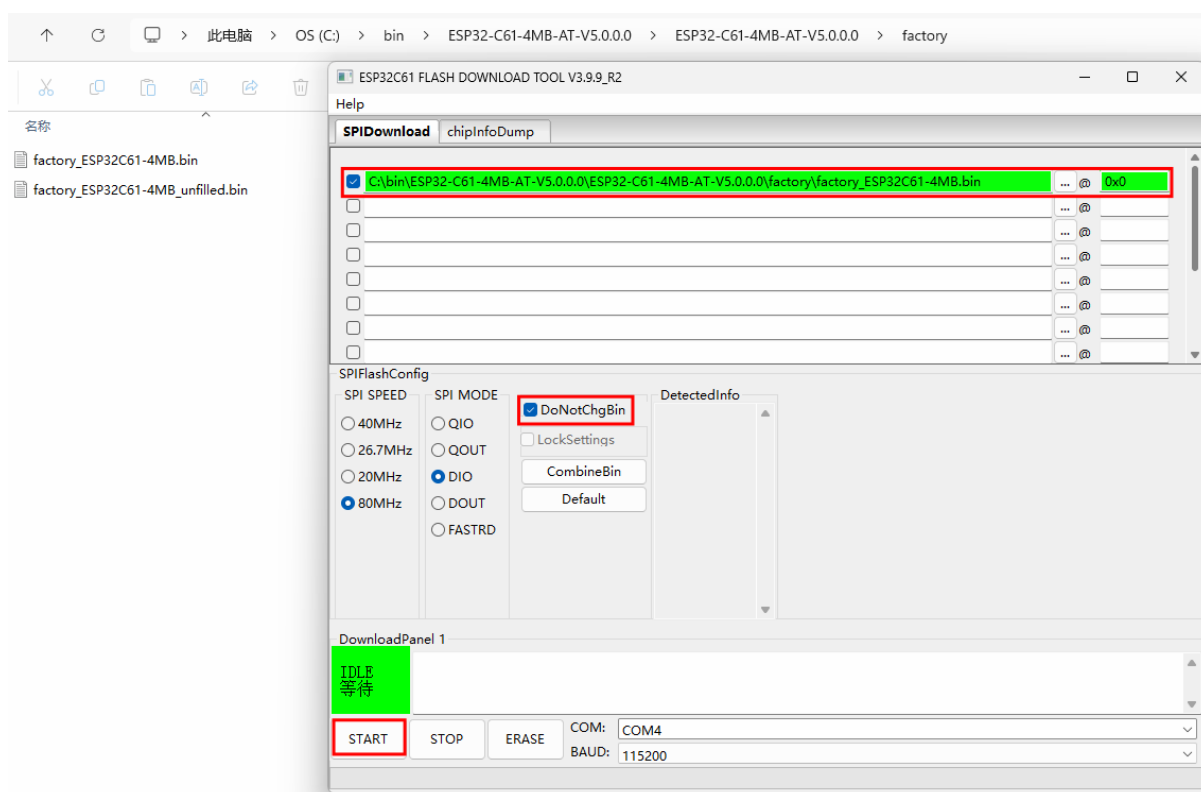 此电脑 > OS (C:) > bin > ESP32-C61-4MB-AT-V5.0.0.0 > ESP32-C61-4MB-AT-V5.0.0.0 > factory
名称
factory_ESP32C61-4MB.bin
factory_ESP32C61-4MB_unfilled.bin
ESP32C61 FLASH DOWNLOAD TOOL V3.9.9_R2
Help
SPIDownload chipInfoDump
C:\bin\ESP32-C61-4MB-AT-V5.0.0.0\ESP32-C61-4MB-AT-V5.0.0.0\factory\factory_ESP32C61-4MB.bin ... @ 0x0
... @
... @
... @
... @
... @
... @
... @
SPIFlashConfig
SPI SPEED SPI MODE DetectedInfo
DoNotChgBin
40MHz QIO
LockSettings
26.7MHz QOUT
20MHz DIO CombineBin
80MHz DOUT Default
FASTRD
DownloadPanel 1
IDLE
等待
START STOP ERASE
COM: COM4
BAUD: 115200